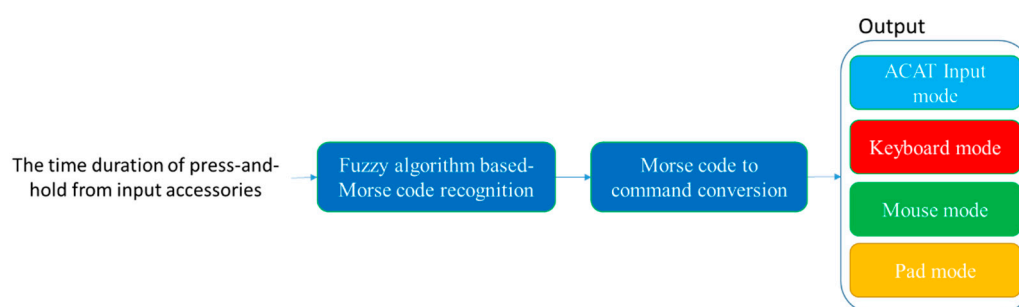 Output
ACAT Input
mode
Keyboard mode
Mouse mode
Pad mode
The time duration of press-and-
hold from input accessories
Fuzzy algorithm based-
Morse code recognition
Morse code to
command conversion